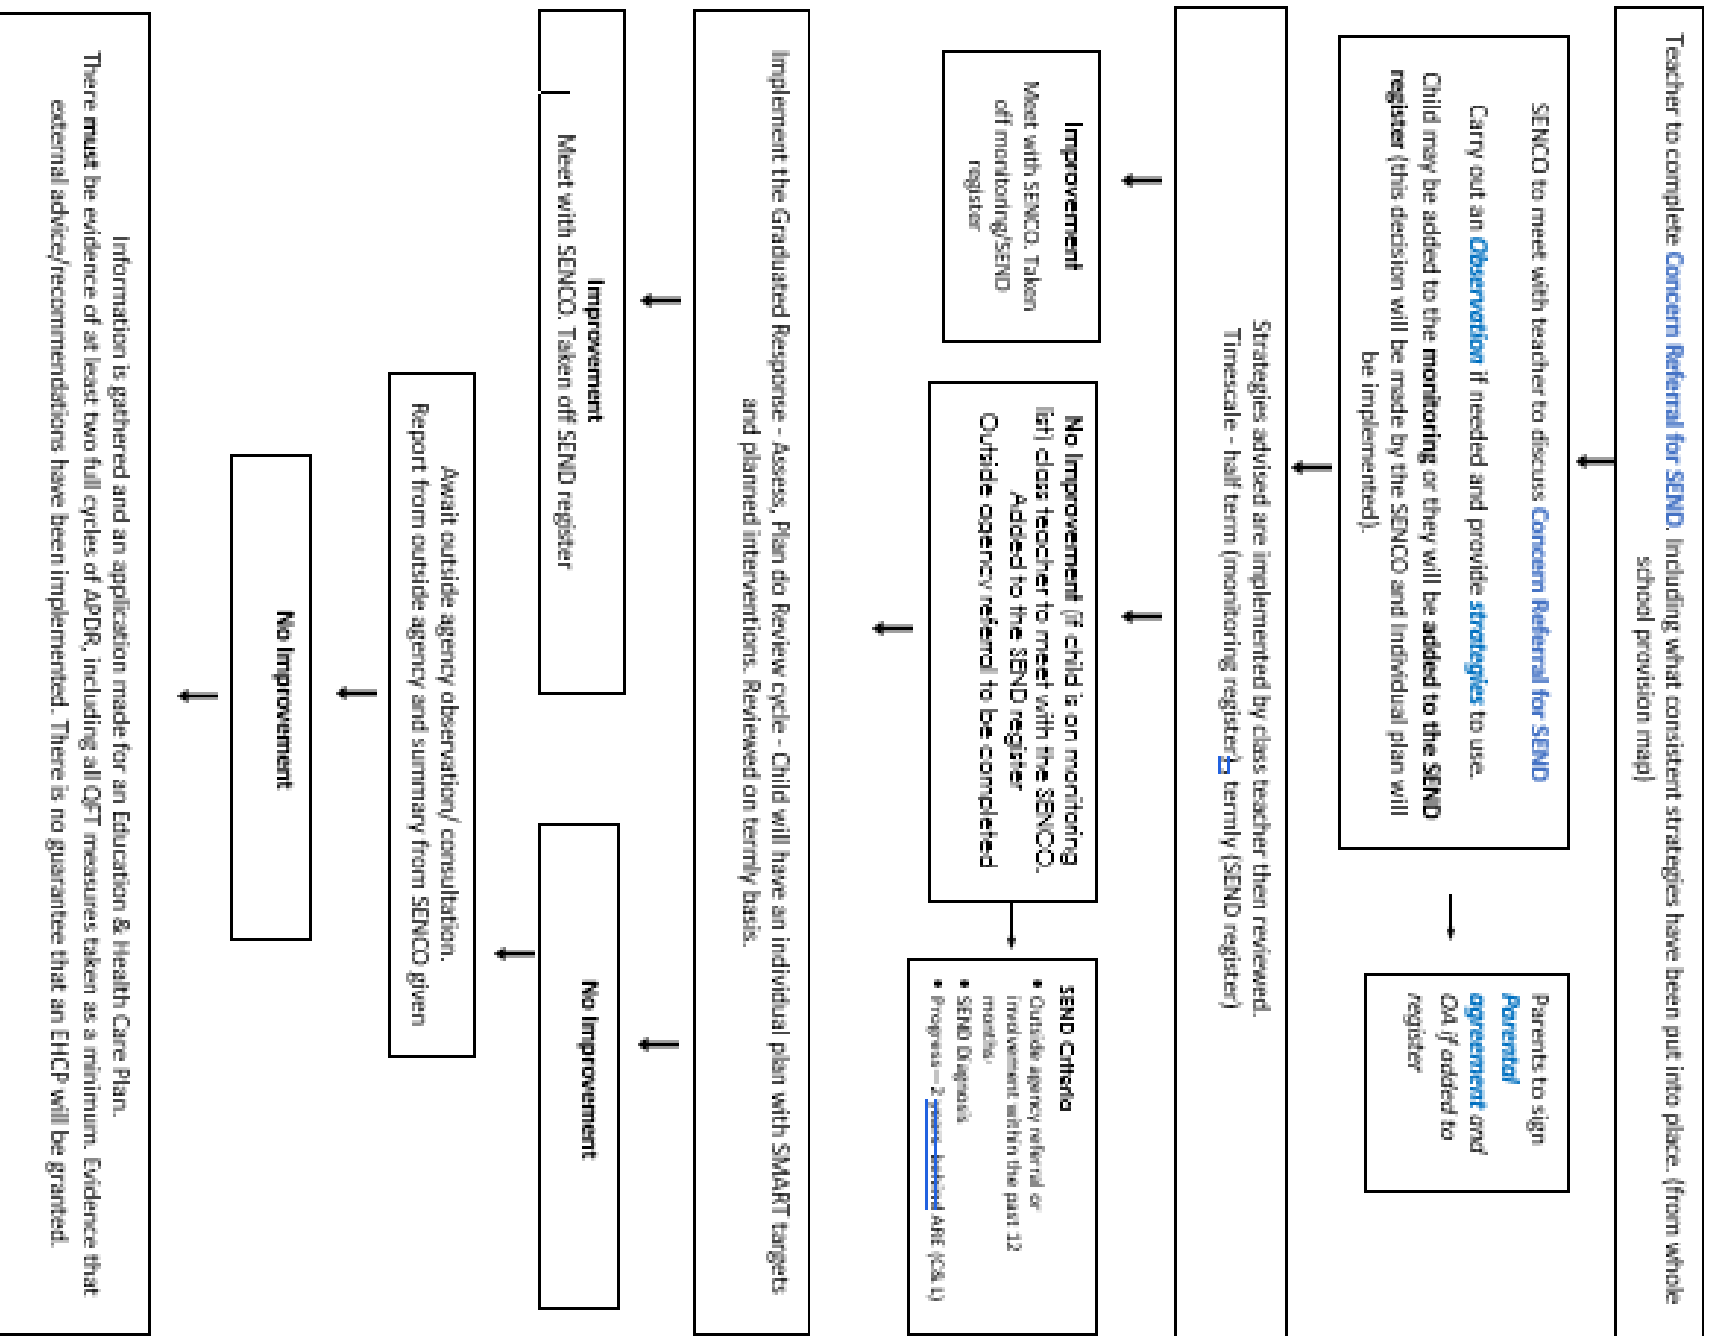 Teacher to complete Concern Referral for SEND. Including what consistent strategies have been put into place. (from whole
school provision map)
SENCO to meet with teacher to discuss Concern Referral for SEND
Carry out an Observation if needed and provide strategies to use.
Child may be added to the monitoring or they will be added to the SEND
register (this decision will be made by the SENCO and Individual plan will
be implemented).
Parents to sign
Parental
agreement and
OA if added to
register
Strategies advised are implemented by class teacher then reviewed.
Timescale - half term (monitoring register), termly (SEND register)
Improvement
Meet with SENCO. Taken
off monitoring/SEND
register
No Improvement (if child is on monitoring
list) class teacher to meet with the SENCO.
Added to the SEND register
Outside agency referral to be completed
SEND Criteria
• Outside agency referral or
involvement within the past 12
months.
• SEND Diagnosis
• Progress – 2 years behind ARE (C& L)
Implement the Graduated Response - Assess, Plan do Review cycle - Child will have an individual plan with SMART targets
and planned interventions. Reviewed on termly basis.
Improvement
Meet with SENCO. Taken off SEND register
No Improvement
Await outside agency observation/ consultation.
Report from outside agency and summary from SENCO given
No Improvement
Information is gathered and an application made for an Education & Health Care Plan.
There must be evidence of at least two full cycles of APDR, including all QFT measures taken as a minimum. Evidence that
external advice/recommendations have been implemented. There is no guarantee that an EHCP will be granted.